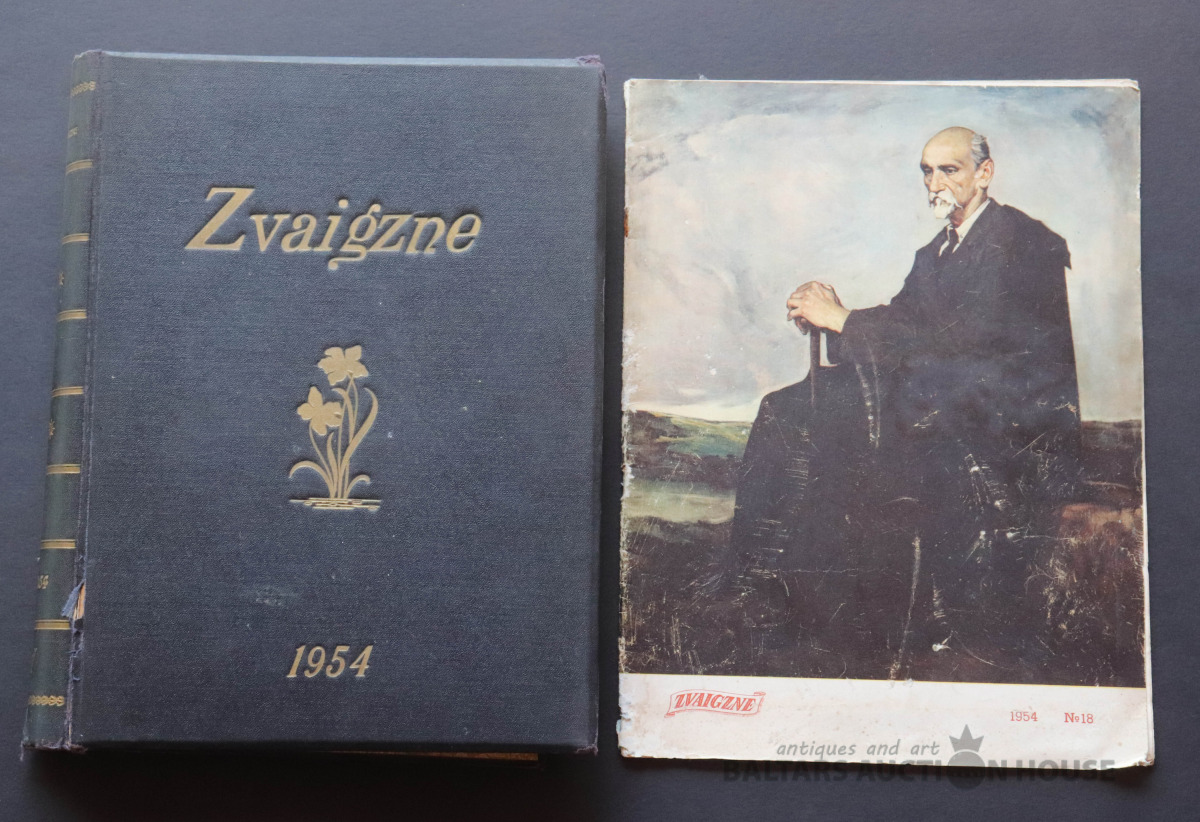 Zvaigzne
1954
ZVAIGZNE
1954 №18
antiques and art
BALTARS AUCTION HOUSE